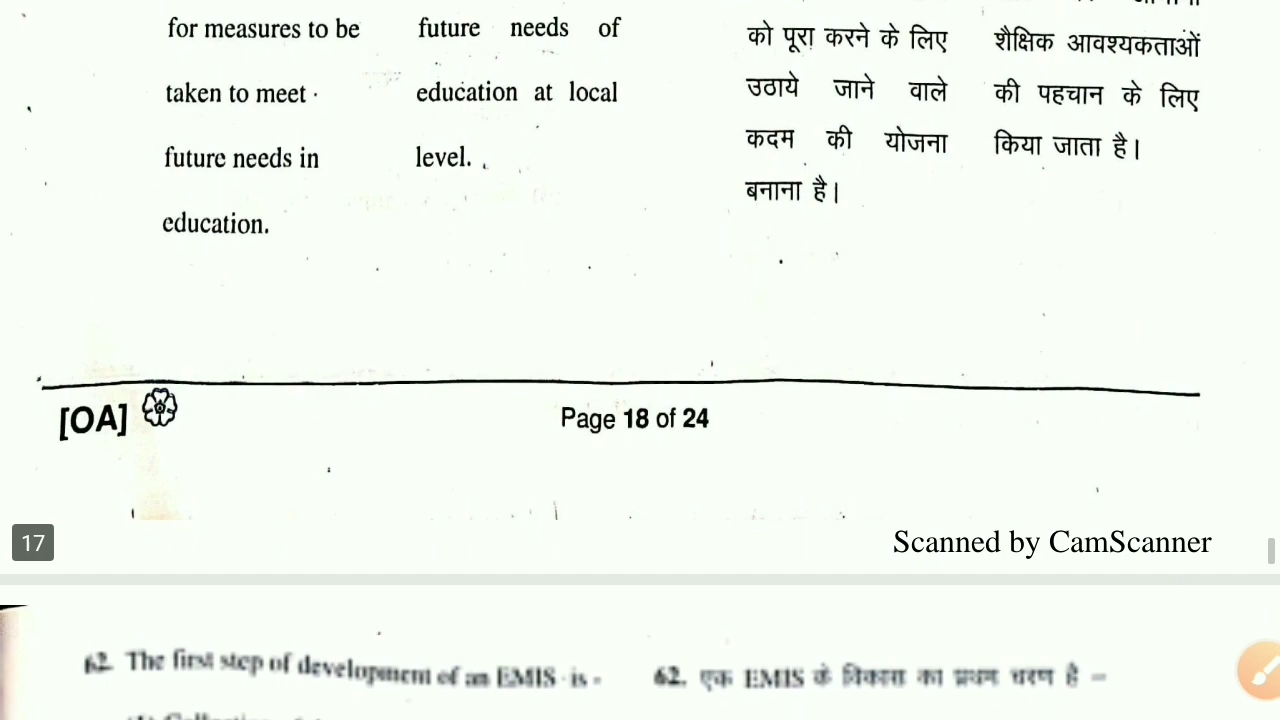 for measures to be
taken to meet
future needs in
education.
future needs of
education at local
level.
को पूरा करने के लिए
उठाये जाने वाले
कदम की योजना
बनाना है।
शैक्षिक आवश्यकताओं
की पहचान के लिए
किया जाता है।
[OA]
Page 18 of 24
17
Scanned by CamScanner
62. The first step of development of an EMIS is -
62. एक EMIS के विकास का प्रथम चरण है -